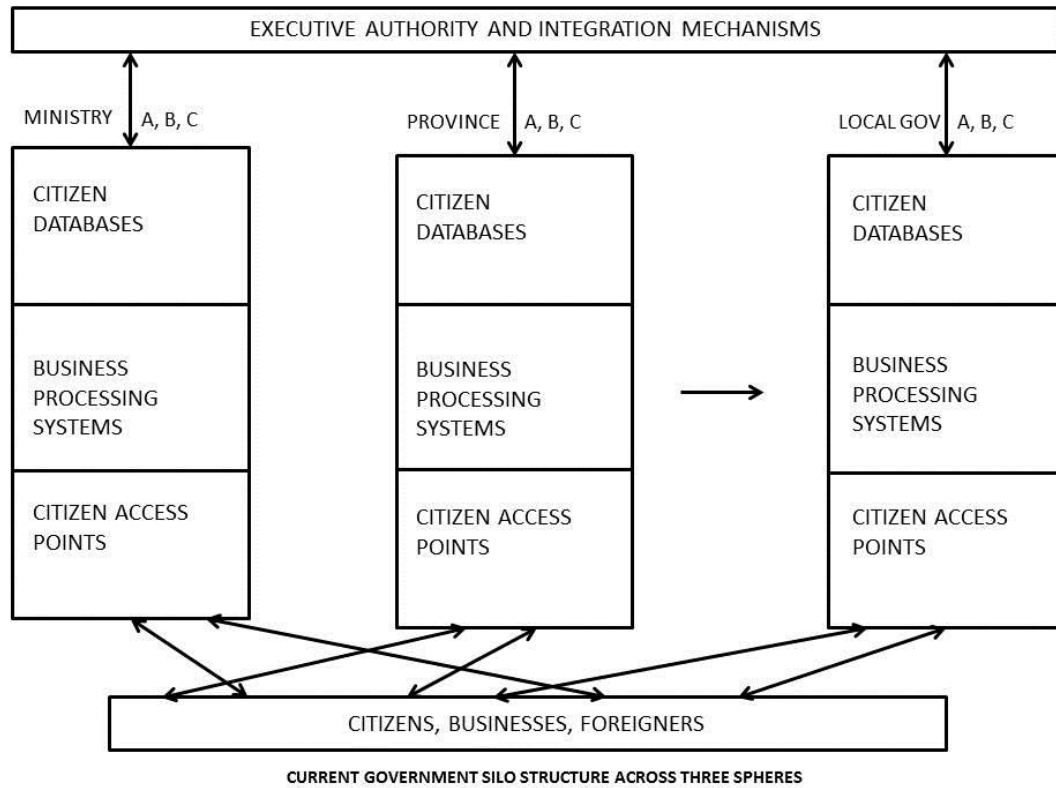 EXECUTIVE AUTHORITY AND INTEGRATION MECHANISMS
MINISTRY A, B, C
PROVINCE A, B, C
LOCAL GOV A, B, C
CITIZEN
DATABASES
BUSINESS
PROCESSING
SYSTEMS
CITIZEN ACCESS
POINTS
CITIZEN
DATABASES
BUSINESS
PROCESSING
SYSTEMS
CITIZEN ACCESS
POINTS
CITIZEN
DATABASES
BUSINESS
PROCESSING
SYSTEMS
CITIZEN ACCESS
POINTS
CITIZENS, BUSINESSES, FOREIGNERS
CURRENT GOVERNMENT SILO STRUCTURE ACROSS THREE SPHERES